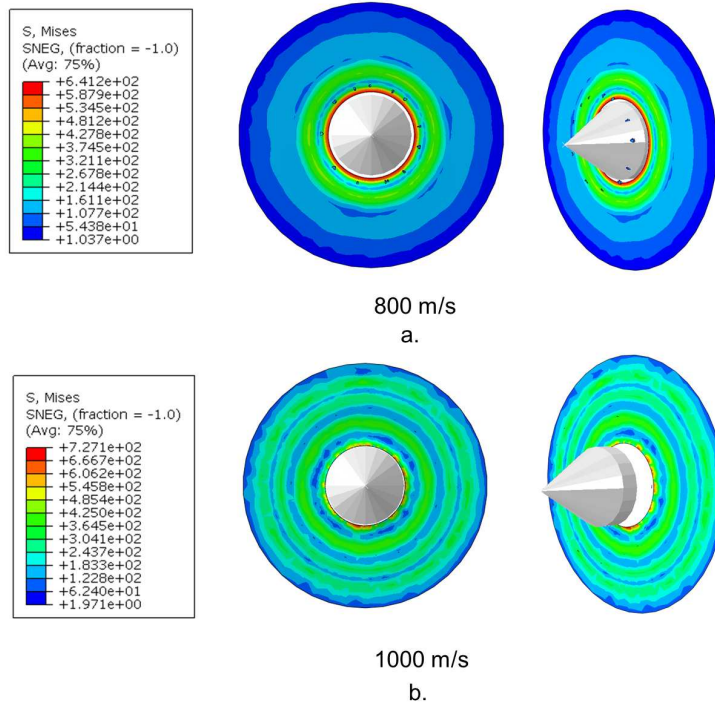 S, Mises
SNEG, (fraction = -1.0)
(Avg: 75%)
+6.412e+02
+5.879e+02
+5.345e+02
+4.812e+02
+4.278e+02
+3.745e+02
+3.211e+02
+2.678e+02
+2.144e+02
+1.611e+02
+1.077e+02
+5.438e+01
+1.037e+00
800 m/s
a.
S, Mises
SNEG, (fraction = -1.0)
(Avg: 75%)
+7.271e+02
+6.667e+02
+6.062e+02
+5.458e+02
+4.854e+02
+4.250e+02
+3.645e+02
+3.041e+02
+2.437e+02
+1.833e+02
+1.228e+02
+6.240e+01
+1.971e+00
1000 m/s
b.